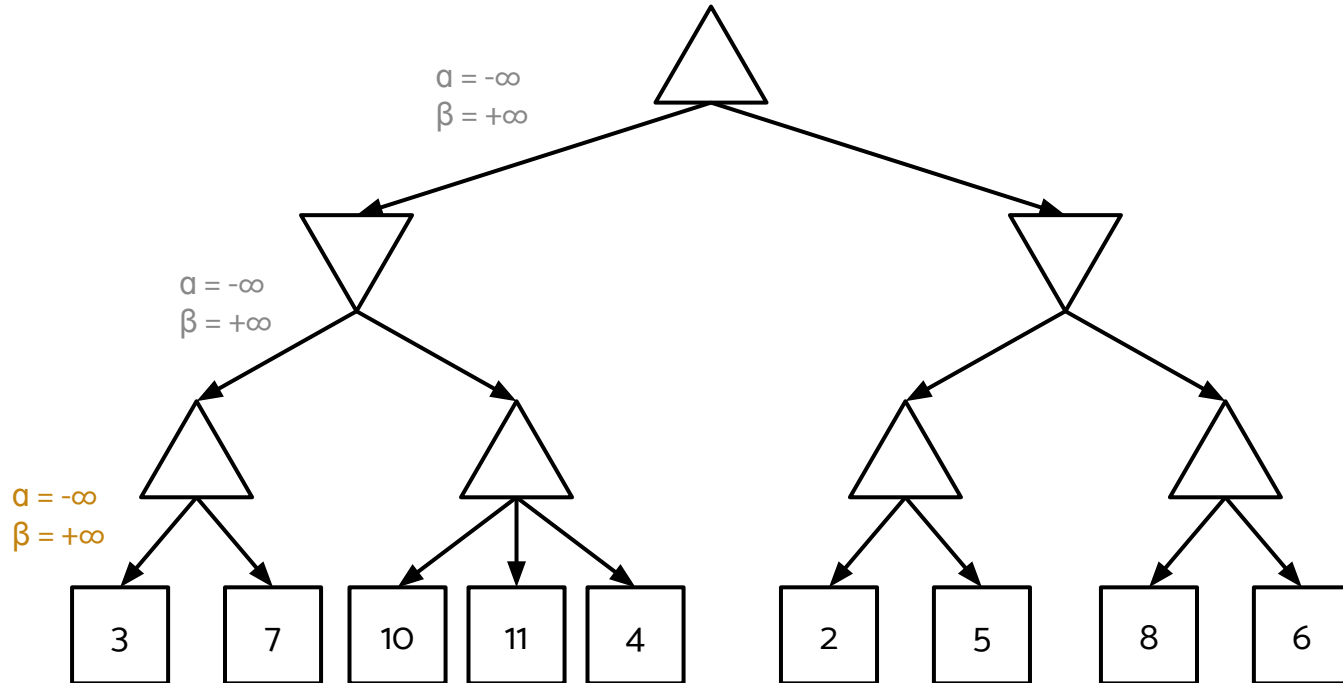 α = -∞
β = +∞
α = -∞
β = +∞
α = -∞
β = +∞
3 7 10 11 4 2 5 8 6